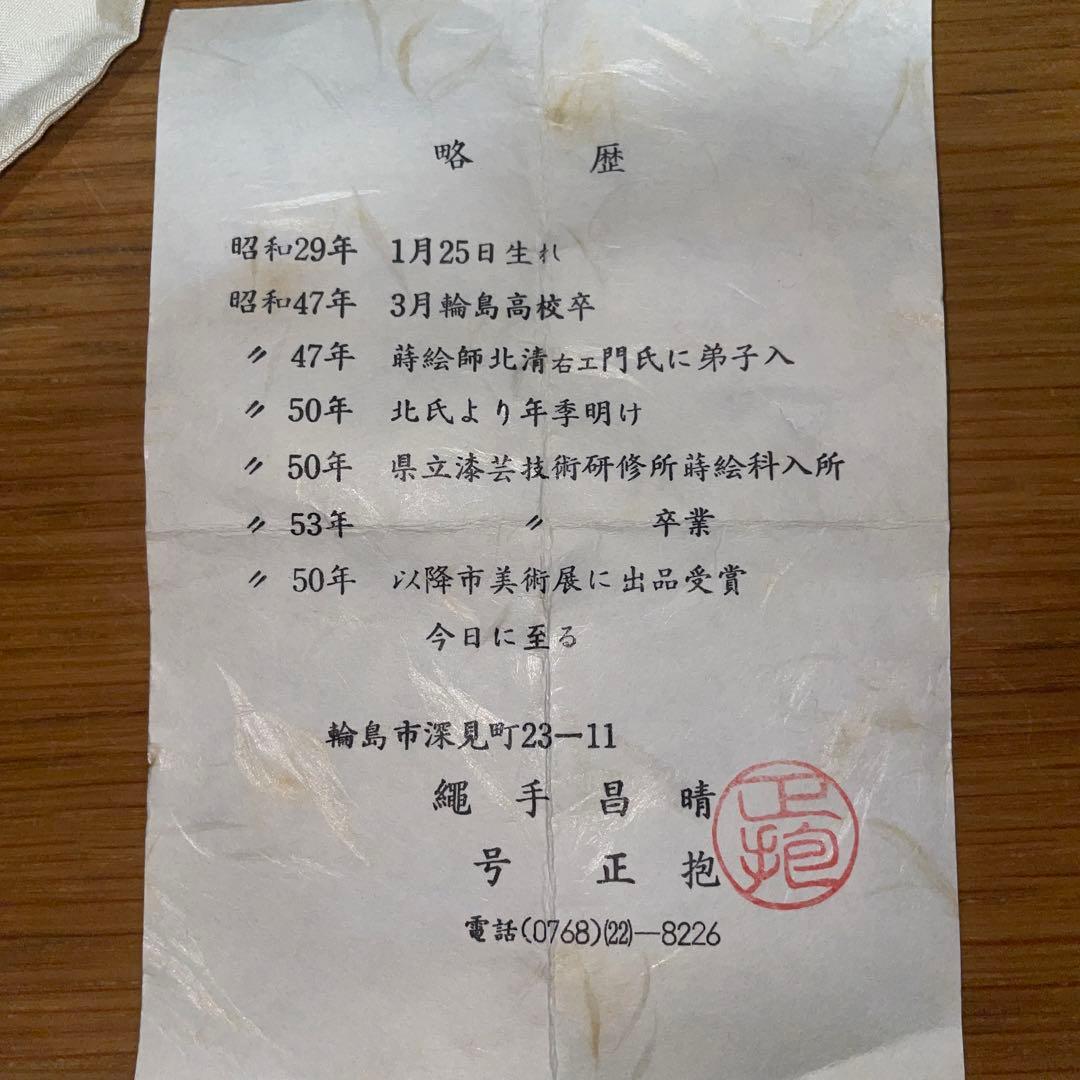 略 歴
昭和29年 1月25日生れ
昭和47年 3月輪島高校卒
〃 47年 蒔絵師北清右エ門氏に弟子入
〃 50年 北氏より年季明け
〃 50年 県立漆芸技術研修所蒔絵科入所
〃 53年 〃 卒業
〃 50年 以降市美術展に出品受賞
今日に至る
輪島市深見町23−11
繩手昌晴
号 正抱
正抱
電話(0768)(22)―8226